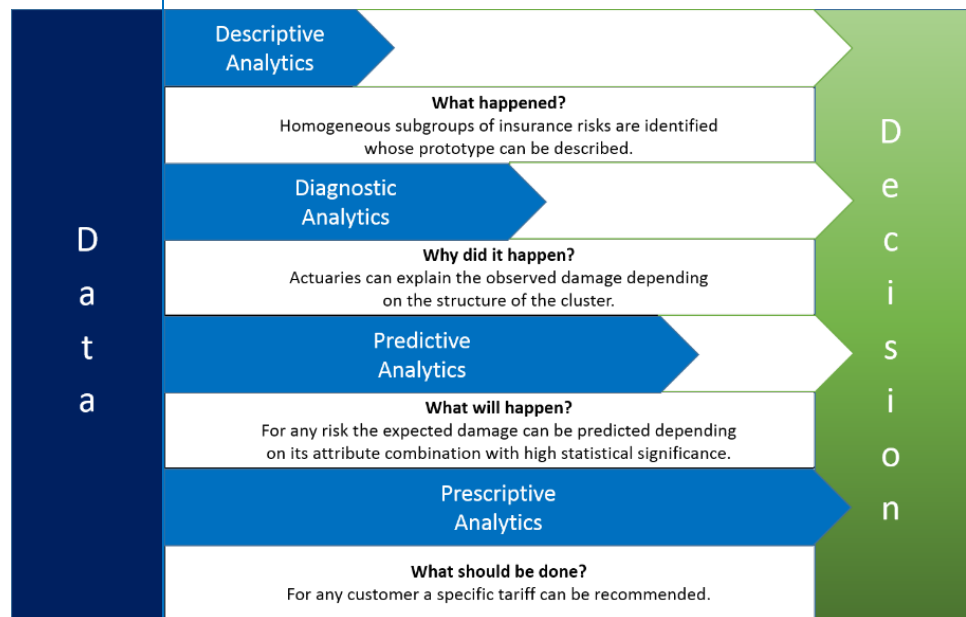 Data
Descriptive
Analytics
What happened?
Homogeneous subgroups of insurance risks are identified
whose prototype can be described.
Diagnostic
Analytics
Why did it happen?
Actuaries can explain the observed damage depending
on the structure of the cluster.
Predictive
Analytics
What will happen?
For any risk the expected damage can be predicted depending
on its attribute combination with high statistical significance.
Prescriptive
Analytics
What should be done?
For any customer a specific tariff can be recommended.
Decision